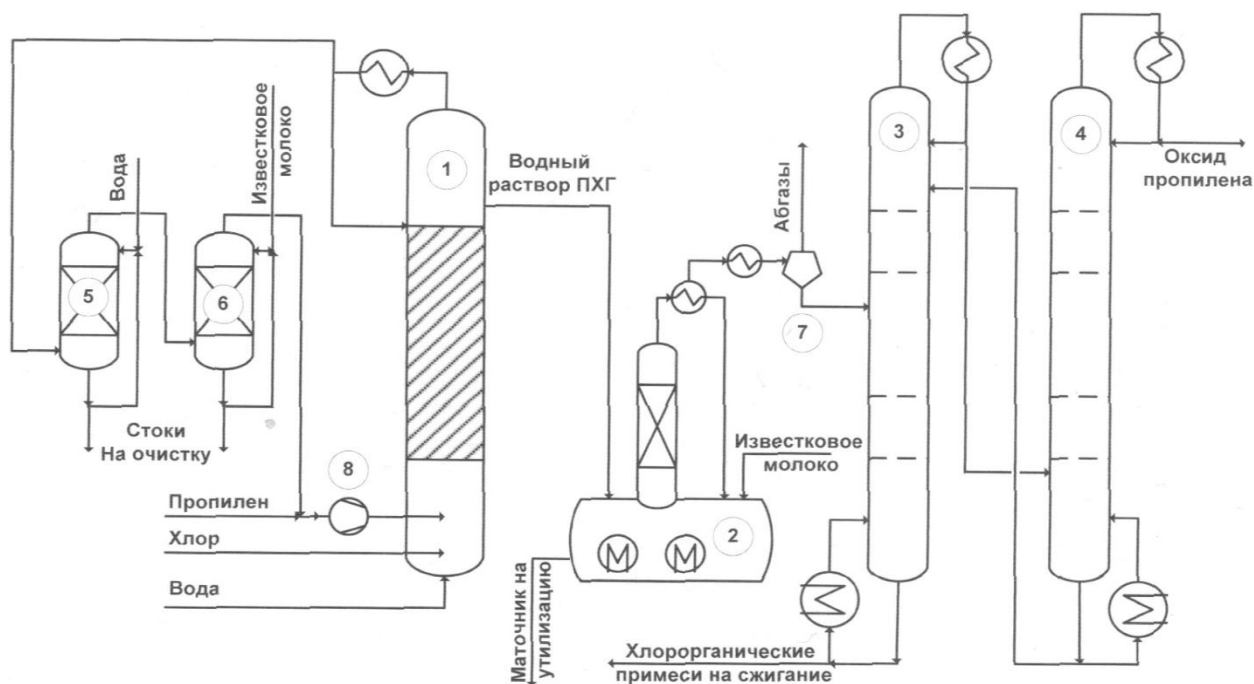 1
Водный
раствор ПХГ
Вода
Известковое
молоко
5
6
Стоки
На очистку
8
Пропилен
Хлор
Вода
Абгазы
7
Известковое
молоко
2
Маточник на
утилизацию
3
4
Оксид
пропилена
Хлорорганические
примеси на сжигание